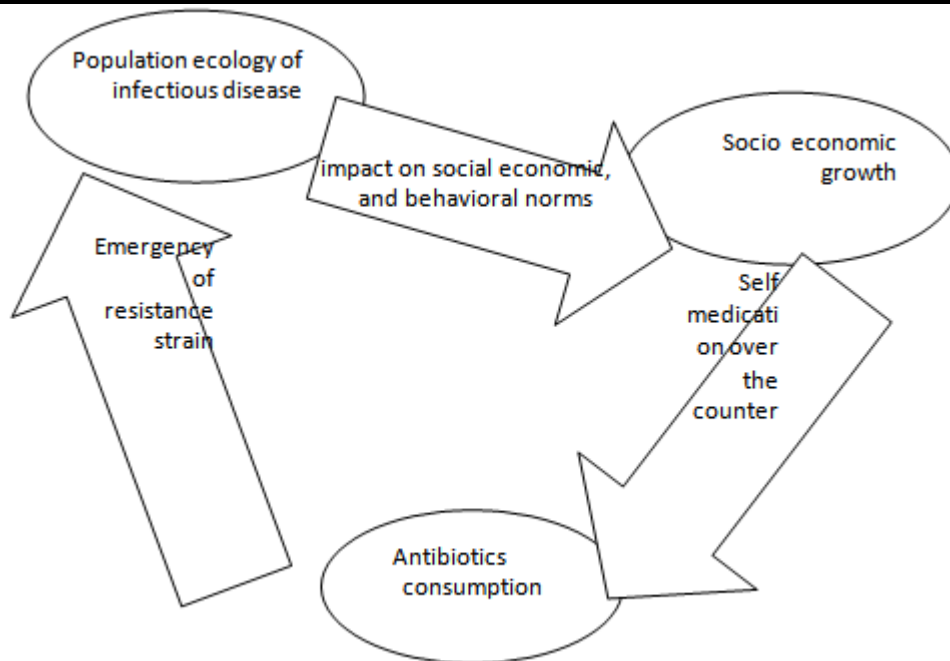 Population ecology of
infectious disease
impact on social economic,
and behavioral norms
Socio economic
growth
Emergency
of
resistance
strain
Self
medicati
on over
the
counter
Antibiotics
consumption